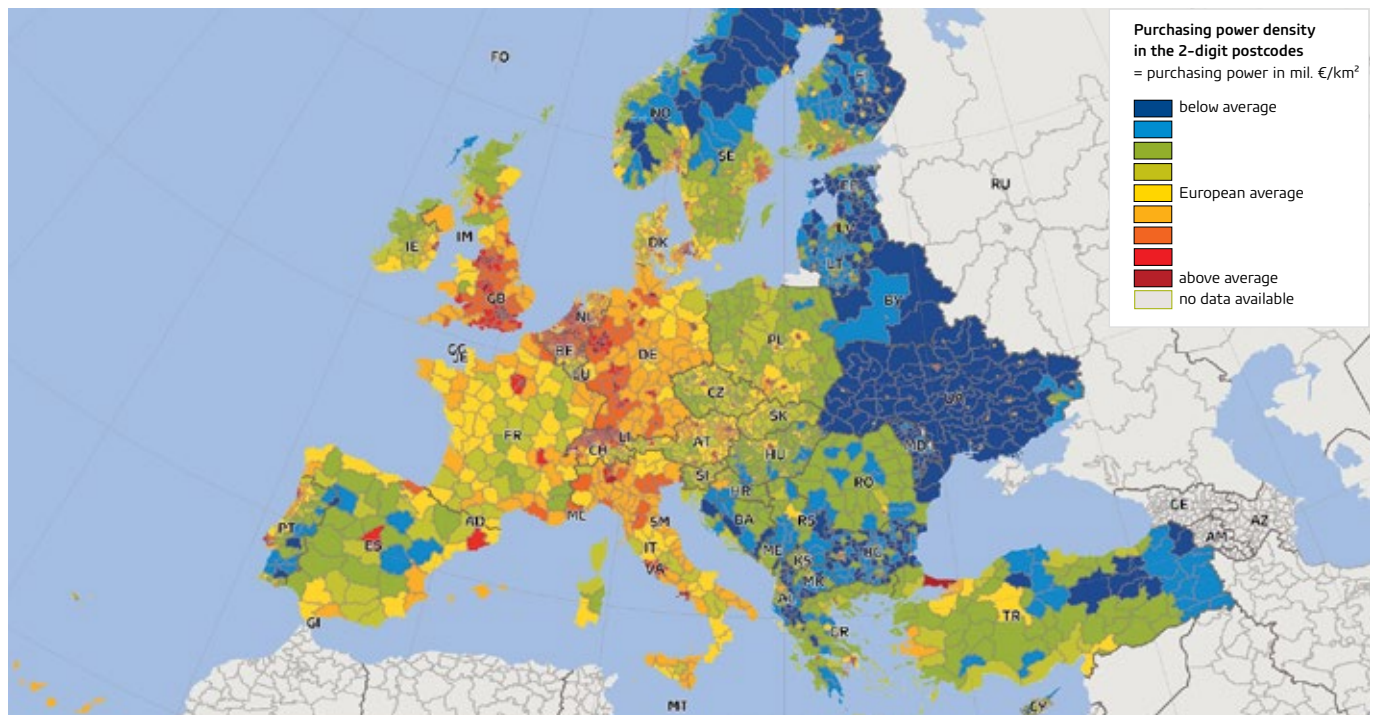 Purchasing power density
in the 2-digit postcodes
= purchasing power in mil. €/km²
below average
European average
above average
no data available
FO
NO
SE
RU
EE
LV
IM
IE
DK
LT
GB
BY
NL
PL
BE
DE
GG
JE
LU
CZ
UA
SK
FR
LI
AT
MD
CH
HU
SI
RO
HR
GE
MC
SM
BA
RS
AZ
PT
AD
AM
ES
IT
ME
BG
VA
KS
AL
TR
GI
GR
MT
CY